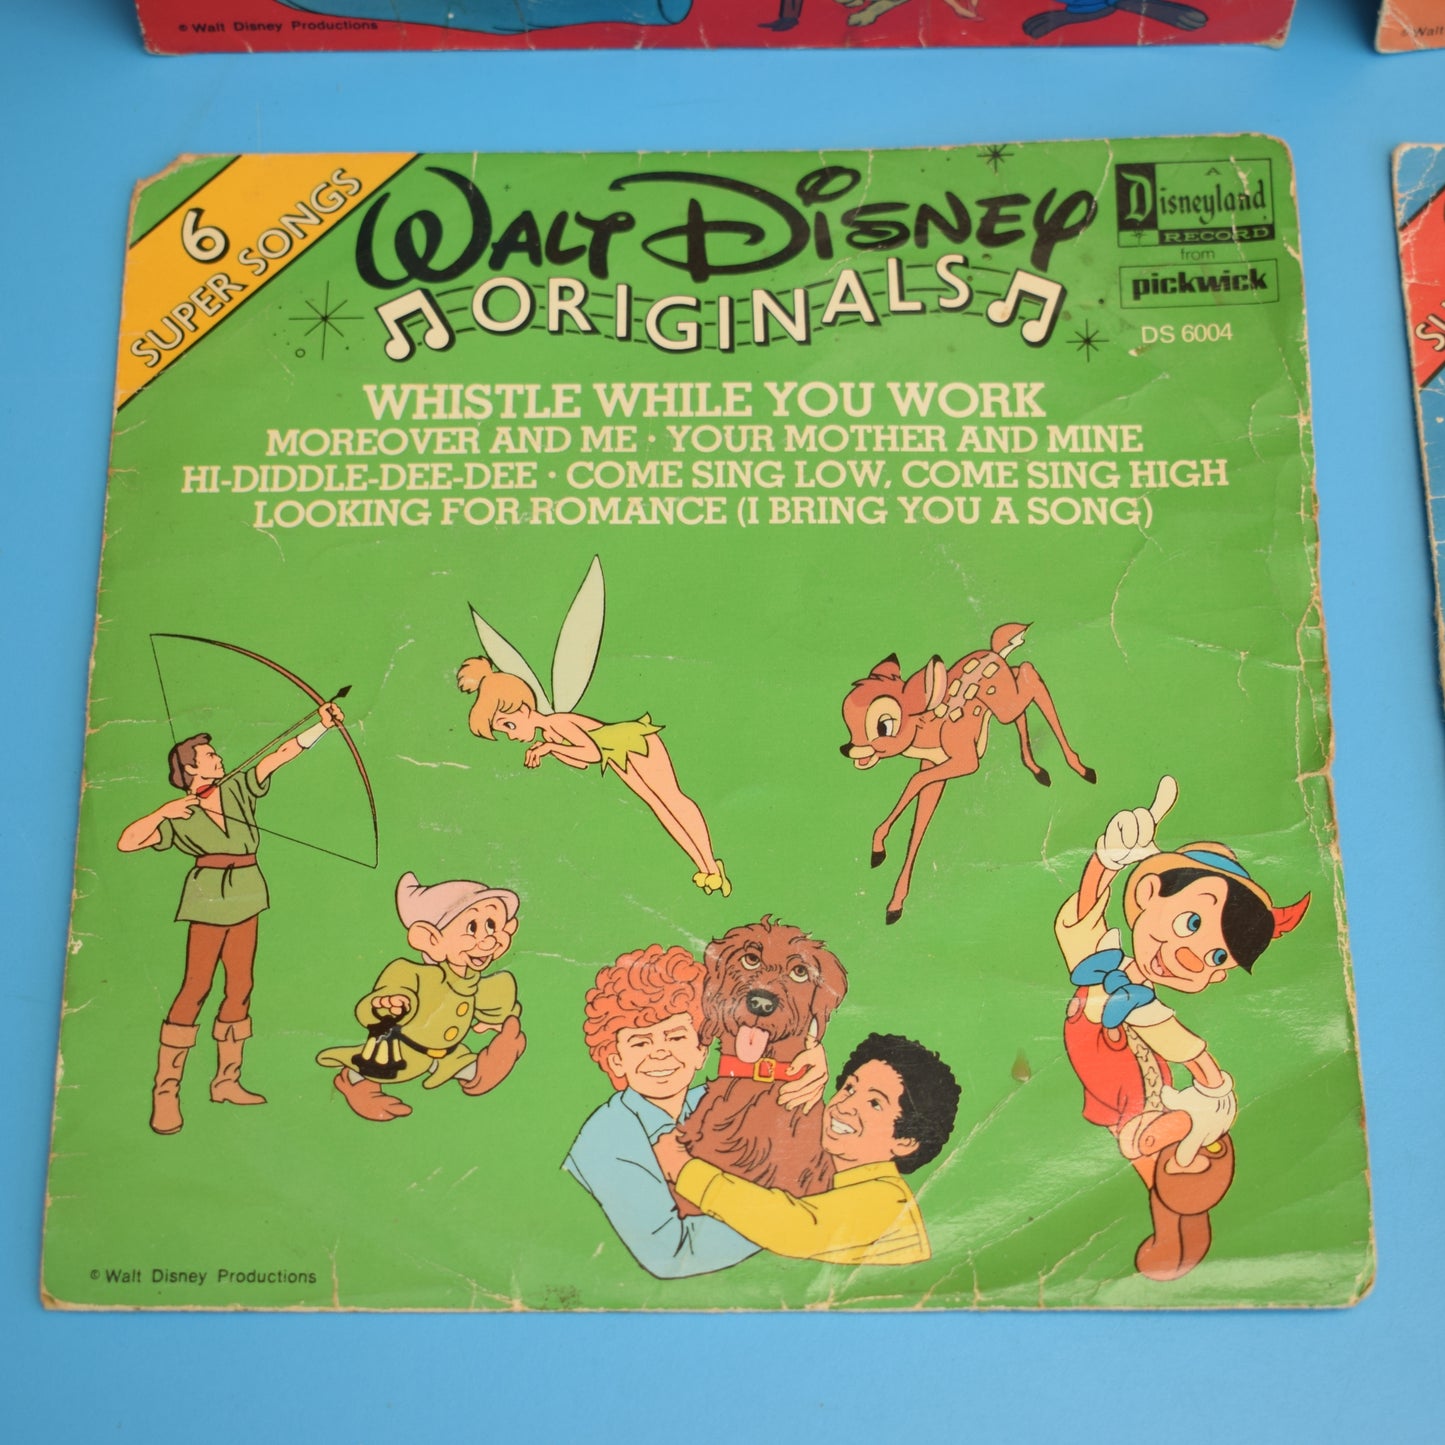 © Walt Disney Productions
© Walt
6
SUPER SONGS
WALT DISNEY
ORIGINALS
A
Disneyland
RECORD
from
pickwick
DS 6004
WHISTLE WHILE YOU WORK
MOREOVER AND ME · YOUR MOTHER AND MINE
HI-DIDDLE-DEE-DEE · COME SING LOW, COME SING HIGH
LOOKING FOR ROMANCE (I BRING YOU A SONG)
© Walt Disney Productions